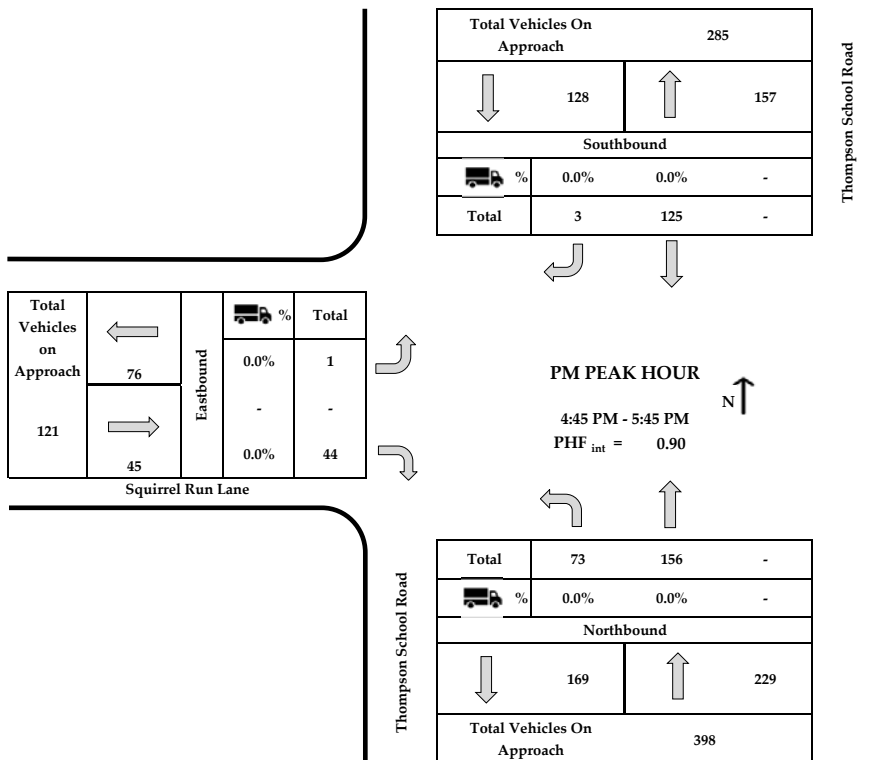 Total Vehicles On
Approach
285
128
157
Southbound
% 0.0% 0.0% -
Total 3 125 -
Thompson School Road
Total
Vehicles
on
Approach
121
76
45
Eastbound
% Total
0.0% 1
- -
0.0% 44
Squirrel Run Lane
PM PEAK HOUR
N
4:45 PM - 5:45 PM
PHF int = 0.90
Thompson School Road
Total 73 156 -
% 0.0% 0.0% -
Northbound
169
229
Total Vehicles On
Approach
398